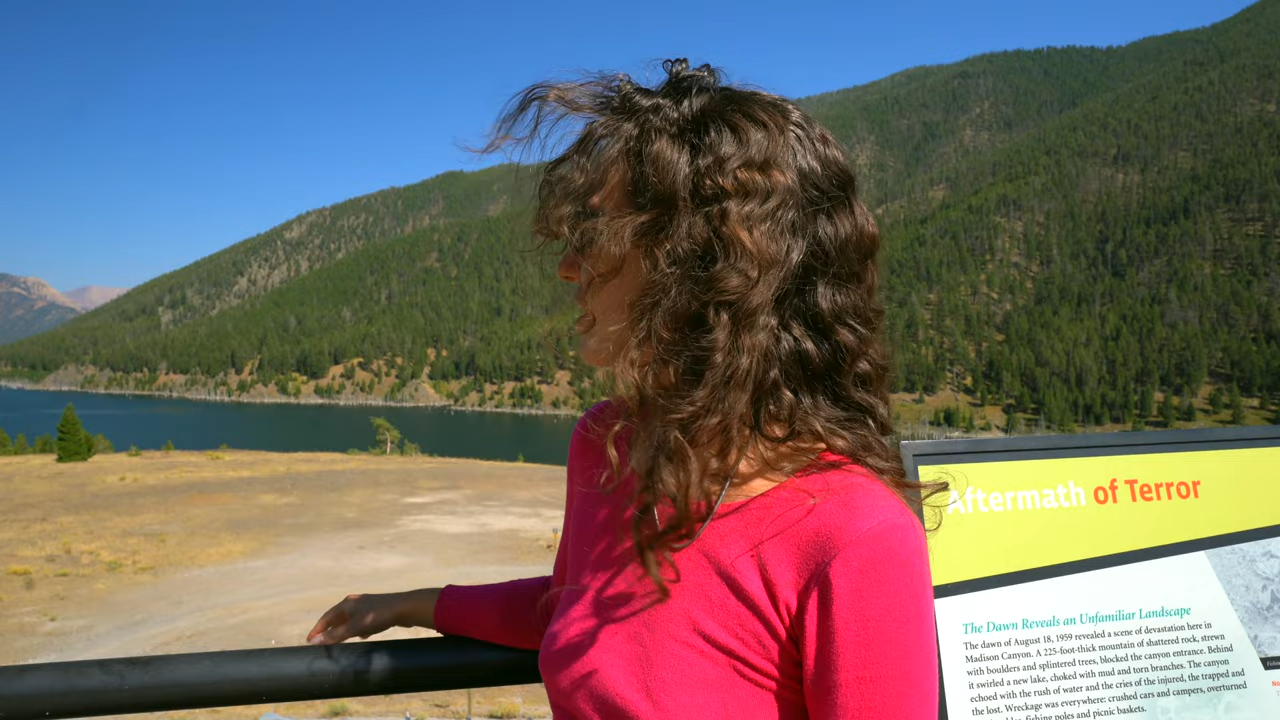 Aftermath of Terror
The Dawn Reveals an Unfamiliar Landscape
The dawn of August 18, 1959 revealed a scene of devastation here in
Madison Canyon. A 225-foot-thick mountain of shattered rock, strewn
with boulders and splintered trees, blocked the canyon entrance. Behind
it swirled a new lake, choked with mud and torn branches. The canyon
echoed with the rush of water and the cries of the injured, the trapped and
the lost. Wreckage was everywhere: crushed cars and campers, overturned
fishing poles and picnic baskets.